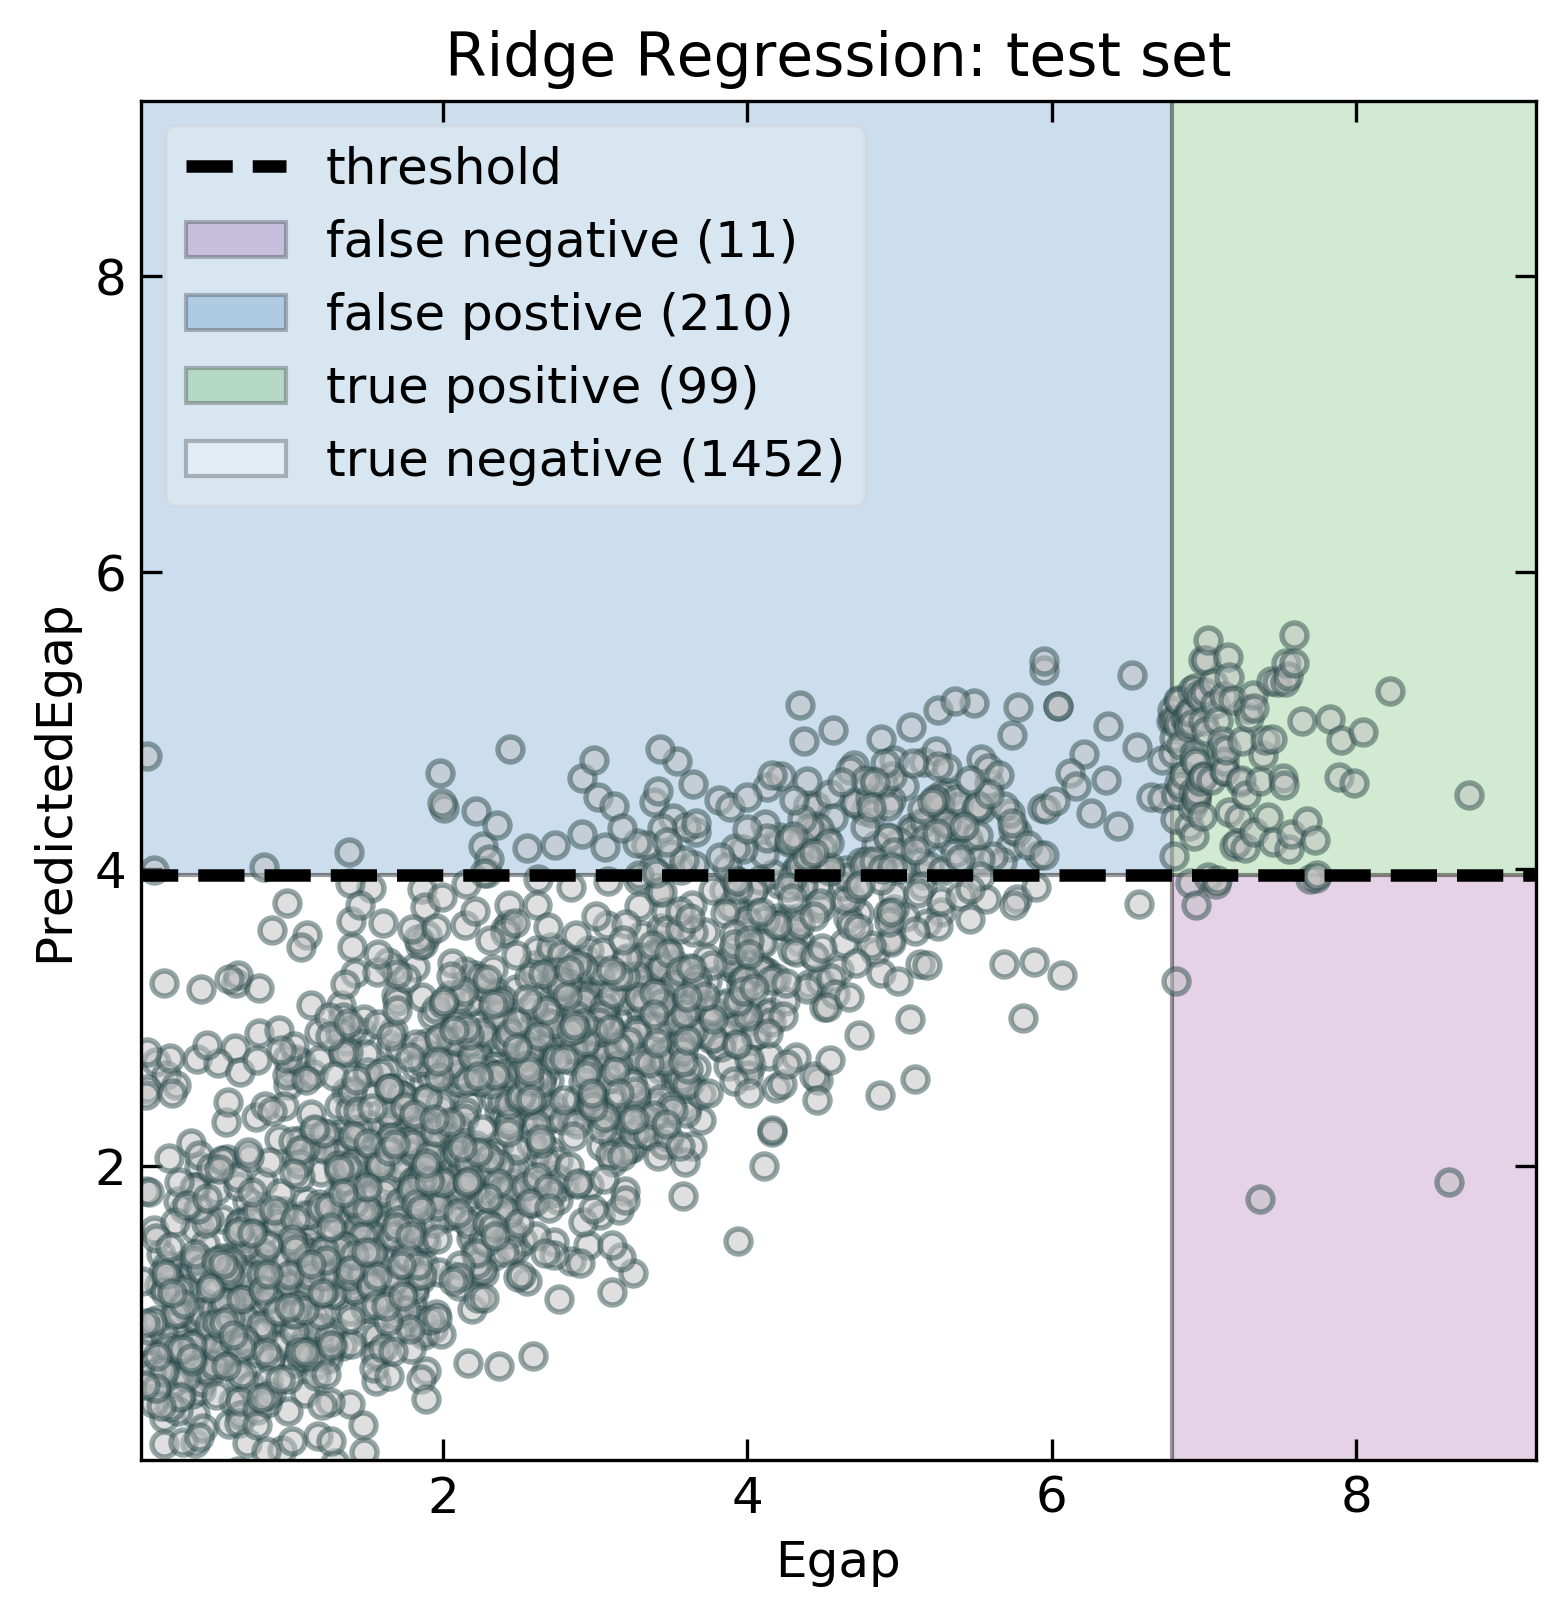 Ridge Regression: test set
threshold
false negative (11)
false postive (210)
true positive (99)
true negative (1452)
8
6
4
2
PredictedEgap
2 4 6 8
Egap